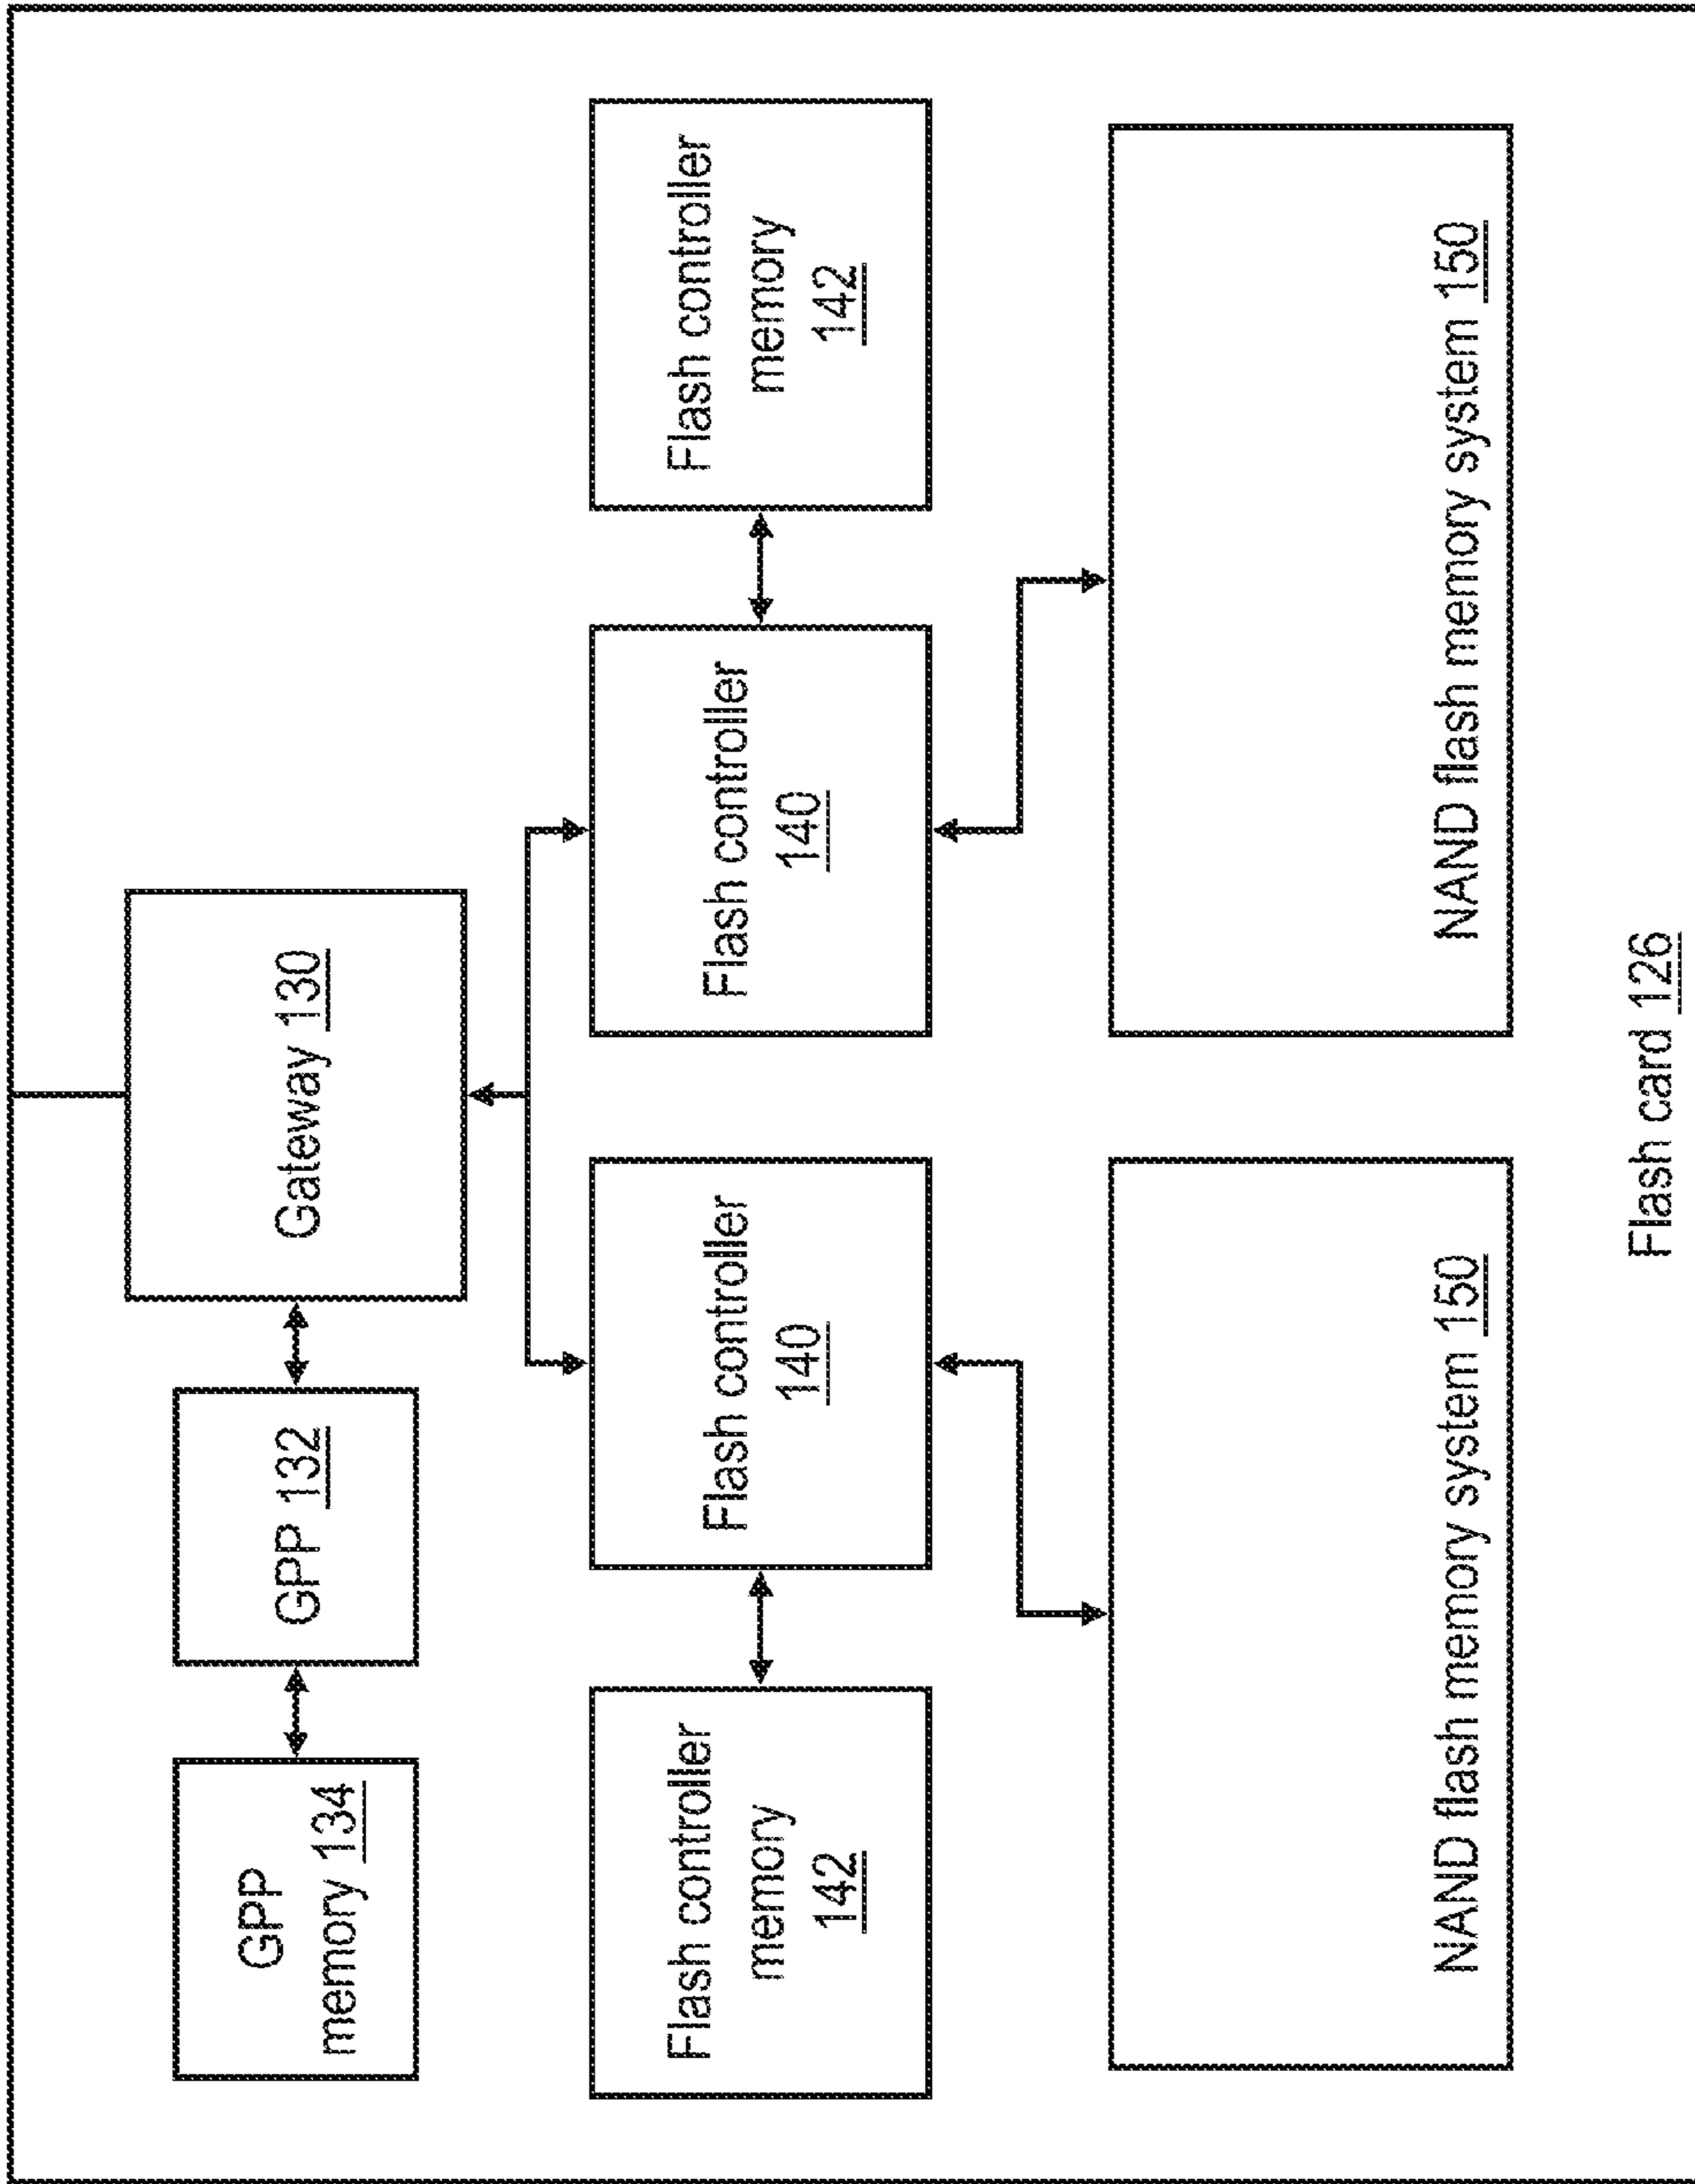 GPP
memory 134
GPP 132
Gateway 130
Flash controller
memory
142
Flash controller
140
Flash controller
140
Flash controller
memory
142
NAND flash memory system 150
NAND flash memory system 150
Flash card 126